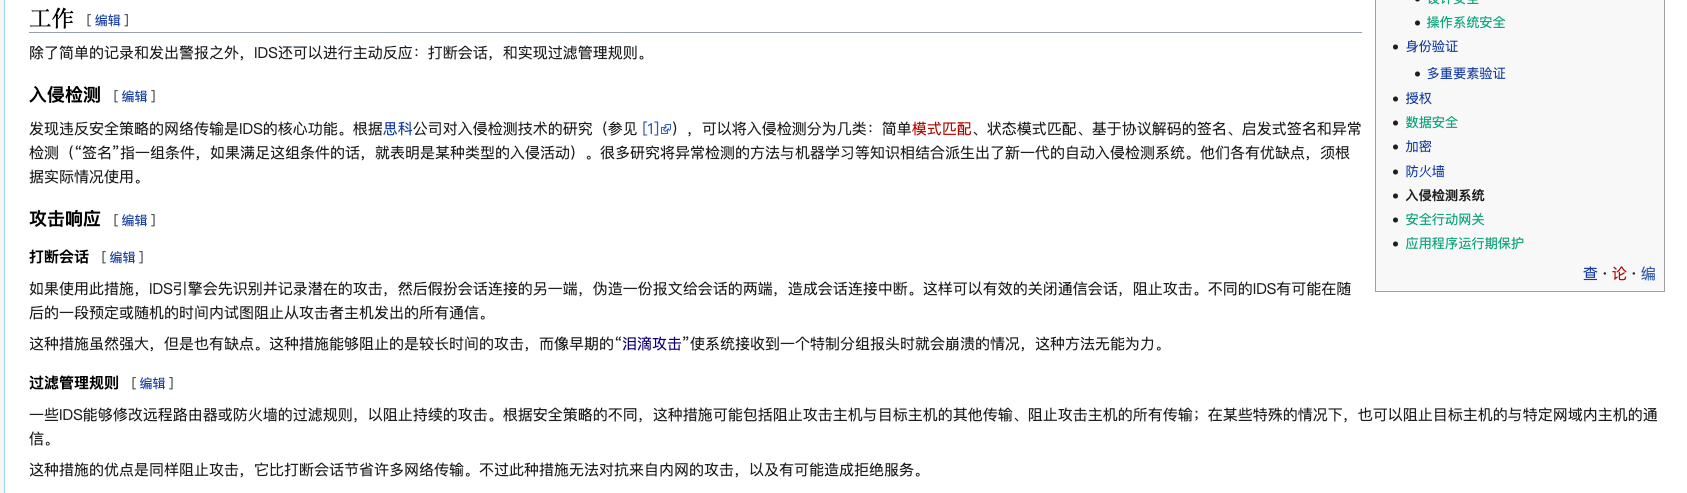 工作 [编辑]
除了简单的记录和发出警报之外，IDS还可以进行主动反应：打断会话，和实现过滤管理规则。
入侵检测 [编辑]
发现违反安全策略的网络传输是IDS的核心功能。根据思科公司对入侵检测技术的研究（参见 [1]），可以将入侵检测分为几类：简单模式匹配、状态模式匹配、基于协议解码的签名、启发式签名和异常
检测（“签名”指一组条件，如果满足这组条件的话，就表明是某种类型的入侵活动）。很多研究将异常检测的方法与机器学习等知识相结合派生出了新一代的自动入侵检测系统。他们各有优缺点，须根
据实际情况使用。
攻击响应 [编辑]
打断会话 [编辑]
如果使用此措施，IDS引擎会先识别并记录潜在的攻击，然后假扮会话连接的另一端，伪造一份报文给会话的两端，造成会话连接中断。这样可以有效的关闭通信会话，阻止攻击。不同的IDS有可能在随
后的一段预定或随机的时间内试图阻止从攻击者主机发出的所有通信。
这种措施虽然强大，但是也有缺点。这种措施能够阻止的是较长时间的攻击，而像早期的“泪滴攻击”使系统接收到一个特制分组报头时就会崩溃的情况，这种方法无能为力。
过滤管理规则 [编辑]
一些IDS能够修改远程路由器或防火墙的过滤规则，以阻止持续的攻击。根据安全策略的不同，这种措施可能包括阻止攻击主机与目标主机的其他传输、阻止攻击主机的所有传输；在某些特殊的情况下，也可以阻止目标主机的与特定网域内主机的通
信。
这种措施的优点是同样阻止攻击，它比打断会话节省许多网络传输。不过此种措施无法对抗来自内网的攻击，以及有可能造成拒绝服务。
操作系统安全
身份验证
多重要素验证
授权
数据安全
加密
防火墙
入侵检测系统
安全行动网关
应用程序运行期保护
查·论·编